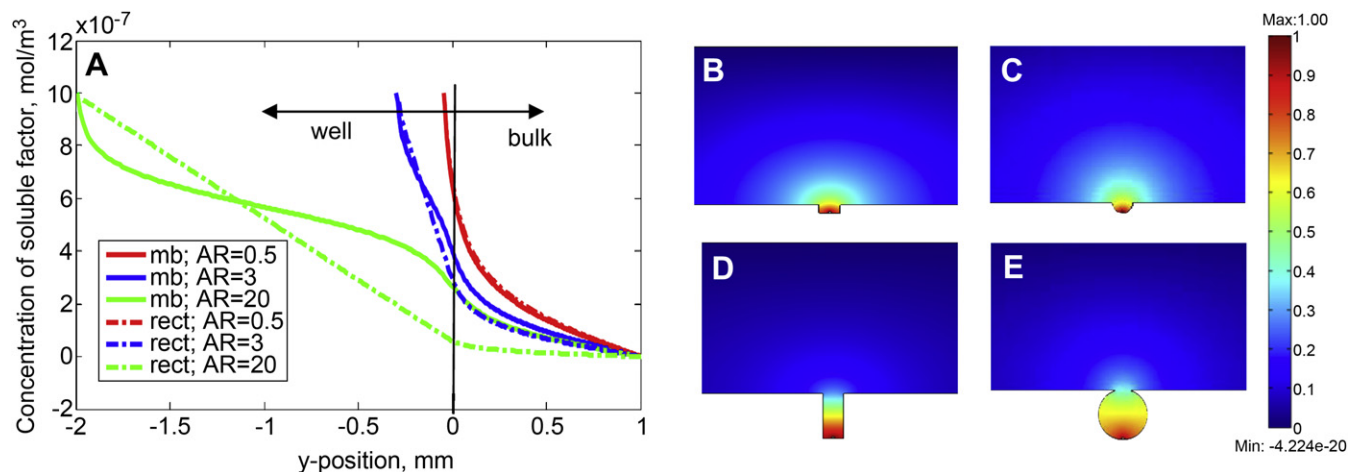 ×10⁻⁷
Concentration of soluble factor, mol/m³
12
10
8
6
4
2
0
-2
A
well
bulk
mb; AR=0.5
mb; AR=3
mb; AR=20
rect; AR=0.5
rect; AR=3
rect; AR=20
-2
-1.5
-1
-0.5
0
0.5
1
y-position, mm
B
C
D
E
Max:1.00
1
0.9
0.8
0.7
0.6
0.5
0.4
0.3
0.2
0.1
0
Min: -4.224e-20